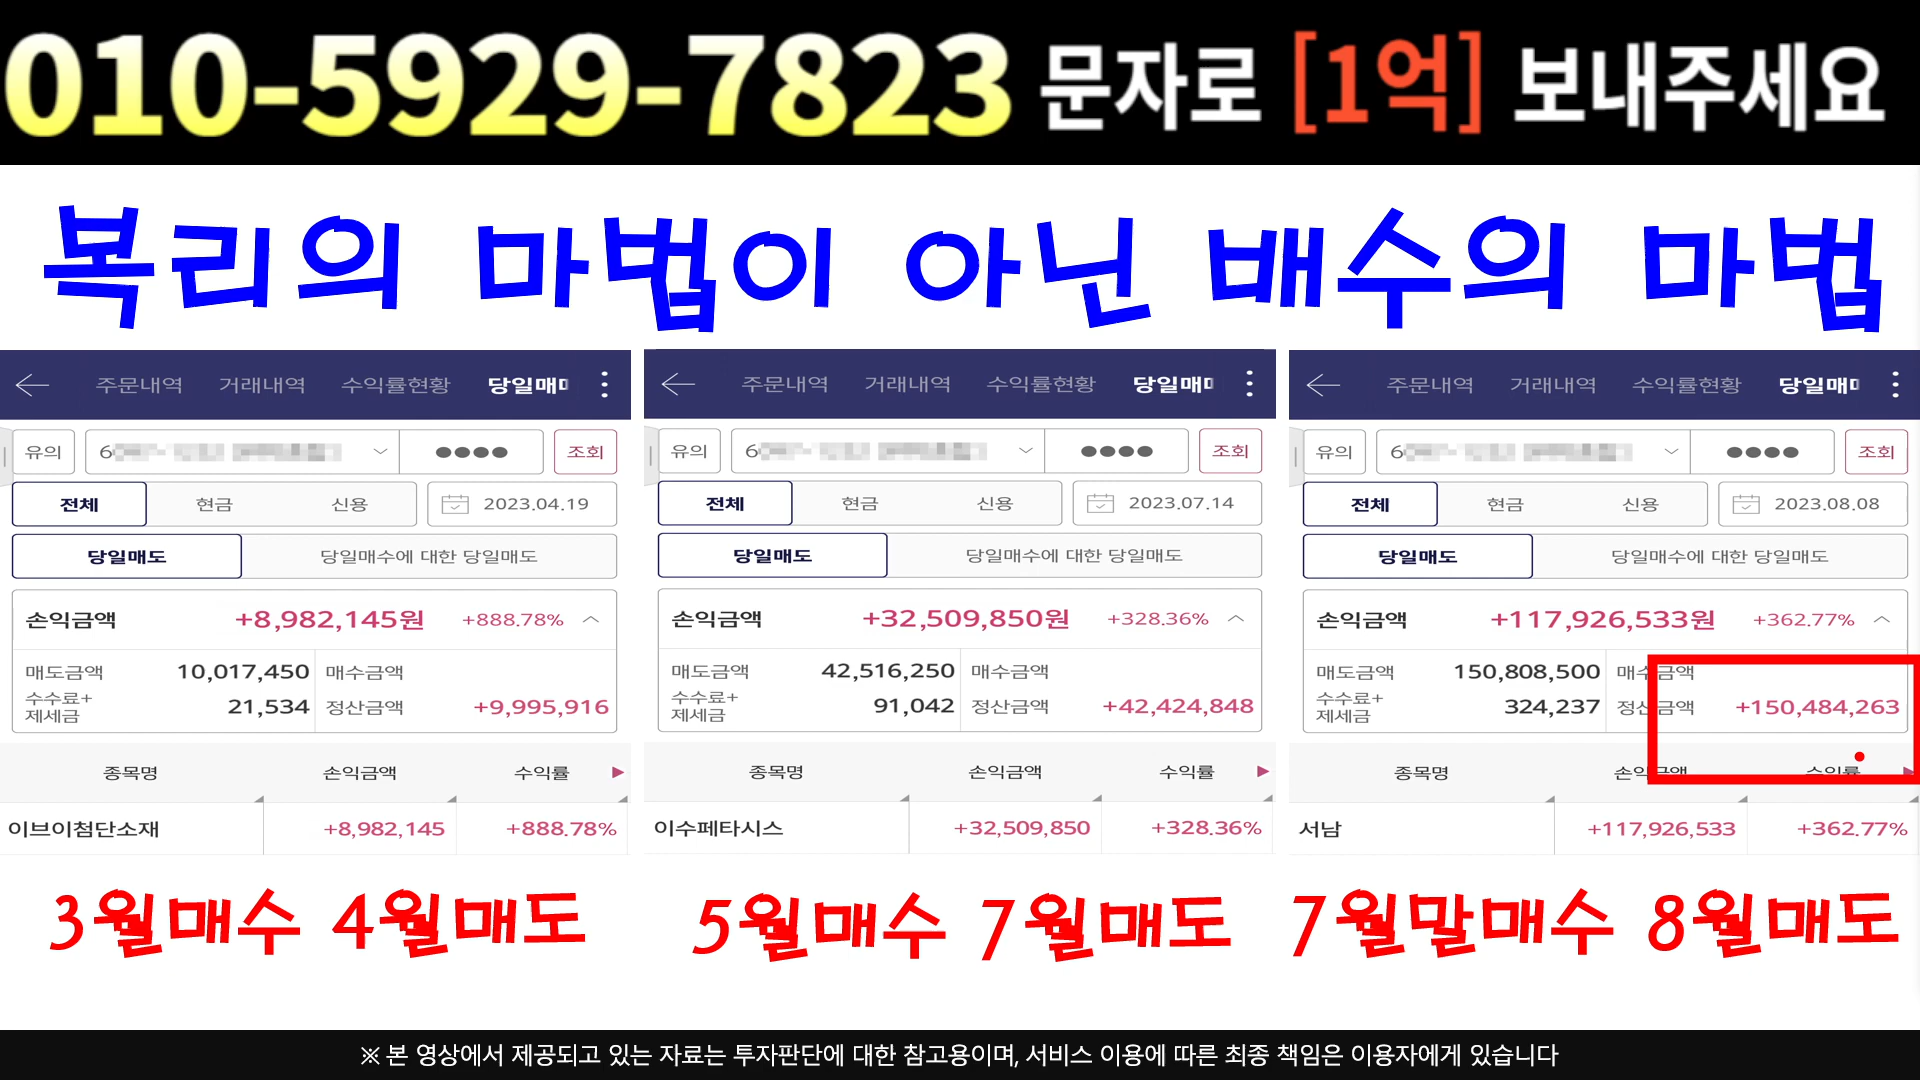 010-5929-7823 문자로 [1억] 보내주세요
복리의 마법이 아닌 배수의 마법
주문내역 거래내역 수익률현황 당일매
유의 6 ●●●● 조회
전체 현금 신용 2023.04.19
당일매도 당일매수에 대한 당일매도
손익금액 +8,982,145원 +888.78%
매도금액 10,017,450 매수금액
수수료+
제세금 21,534 정산금액 +9,995,916
종목명 손익금액 수익률
이브이첨단소재 +8,982,145 +888.78%
3월매수 4월매도
주문내역 거래내역 수익률현황 당일매
유의 6 ●●●● 조회
전체 현금 신용 2023.07.14
당일매도 당일매수에 대한 당일매도
손익금액 +32,509,850원 +328.36%
매도금액 42,516,250 매수금액
수수료+
제세금 91,042 정산금액 +42,424,848
종목명 손익금액 수익률
이수페타시스 +32,509,850 +328.36%
5월매수 7월매도
주문내역 거래내역 수익률현황 당일매
유의 6 ●●●● 조회
전체 현금 신용 2023.08.08
당일매도 당일매수에 대한 당일매도
손익금액 +117,926,533원 +362.77%
매도금액 150,808,500 매수금액
수수료+
제세금 324,237 정산금액 +150,484,263
종목명 손익금액 수익률
서남 +117,926,533 +362.77%
7월말매수 8월매도
※ 본 영상에서 제공되고 있는 자료는 투자판단에 대한 참고용이며, 서비스 이용에 따른 최종 책임은 이용자에게 있습니다